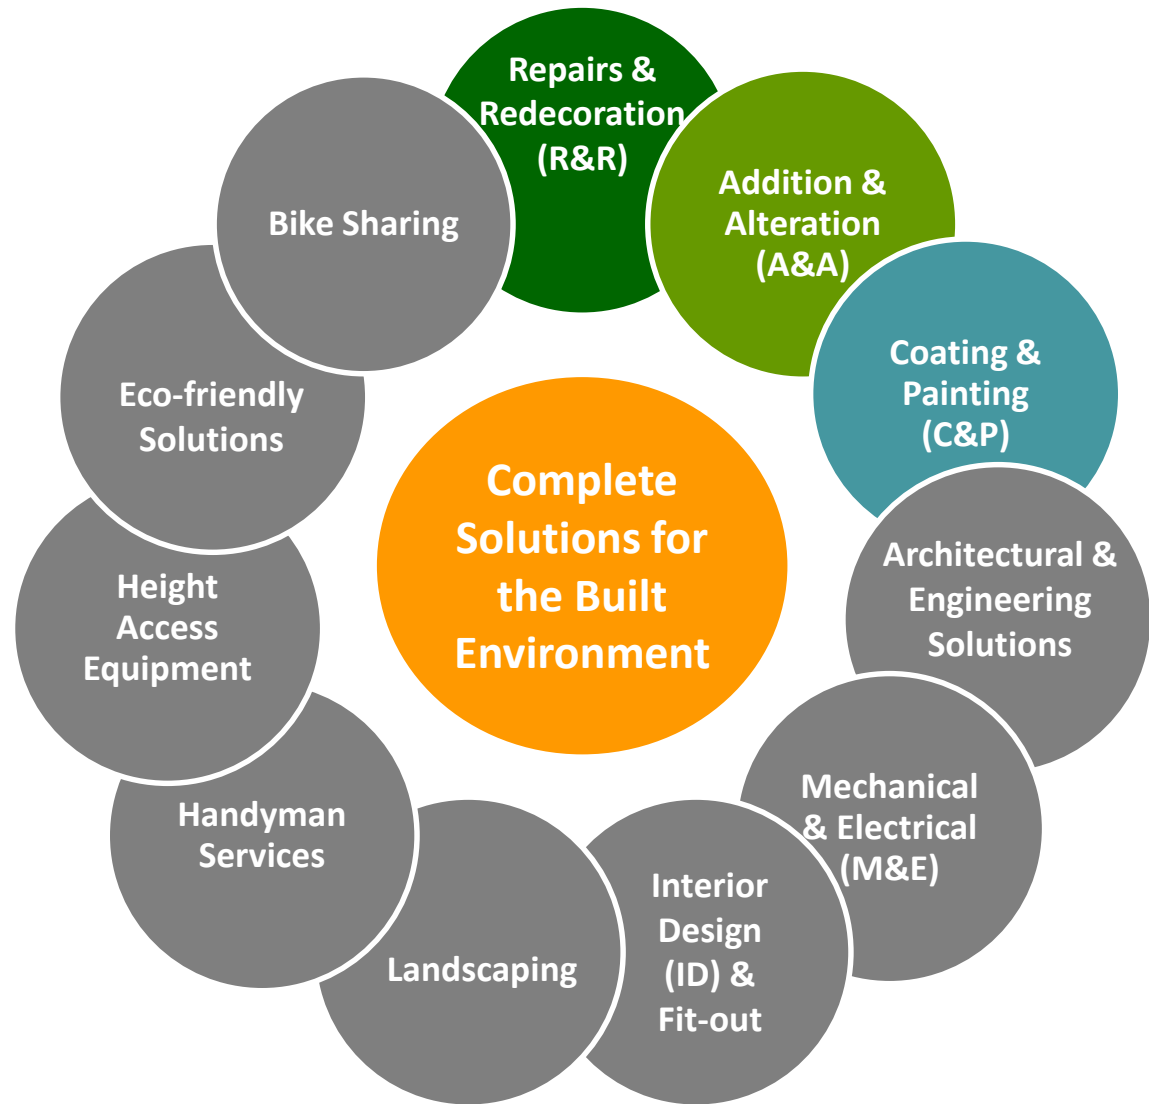 Repairs &
Redecoration
(R&R)
Addition &
Alteration
(A&A)
Coating &
Painting
(C&P)
Architectural &
Engineering
Solutions
Mechanical
& Electrical
(M&E)
Interior
Design
(ID) &
Fit-out
Landscaping
Handyman
Services
Height
Access
Equipment
Eco-friendly
Solutions
Bike Sharing
Complete
Solutions for
the Built
Environment